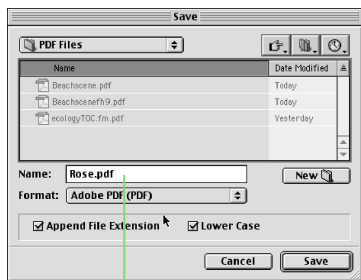 Save
PDF Files
Name Date Modified
Beachscene.pdf Today
Beachscenefh9.pdf Today
ecologyTOC.fm.pdf Yesterday
Name: Rose.pdf New
Format: Adobe PDF (PDF)
Append File Extension Lower Case
Cancel Save